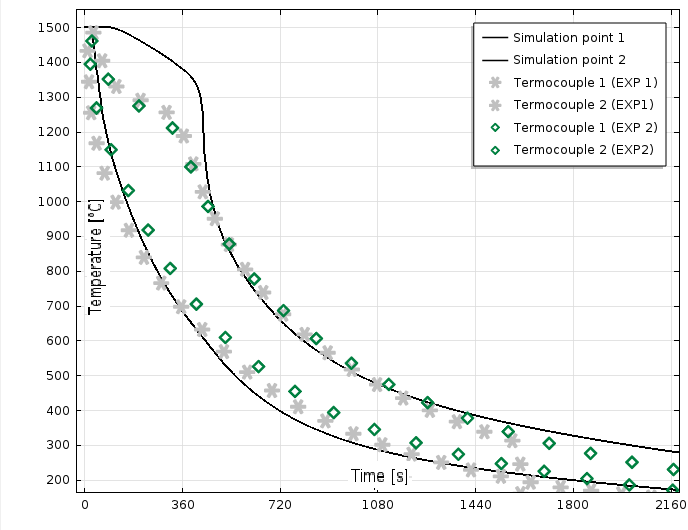 Simulation point 1
Simulation point 2
Termocouple 1 (EXP 1)
Termocouple 2 (EXP1)
Termocouple 1 (EXP 2)
Termocouple 2 (EXP2)
1500
1400
1300
1200
1100
1000
900
800
700
600
500
400
300
200
Temperature [°C]
Time [s]
0 360 720 1080 1440 1800 2160